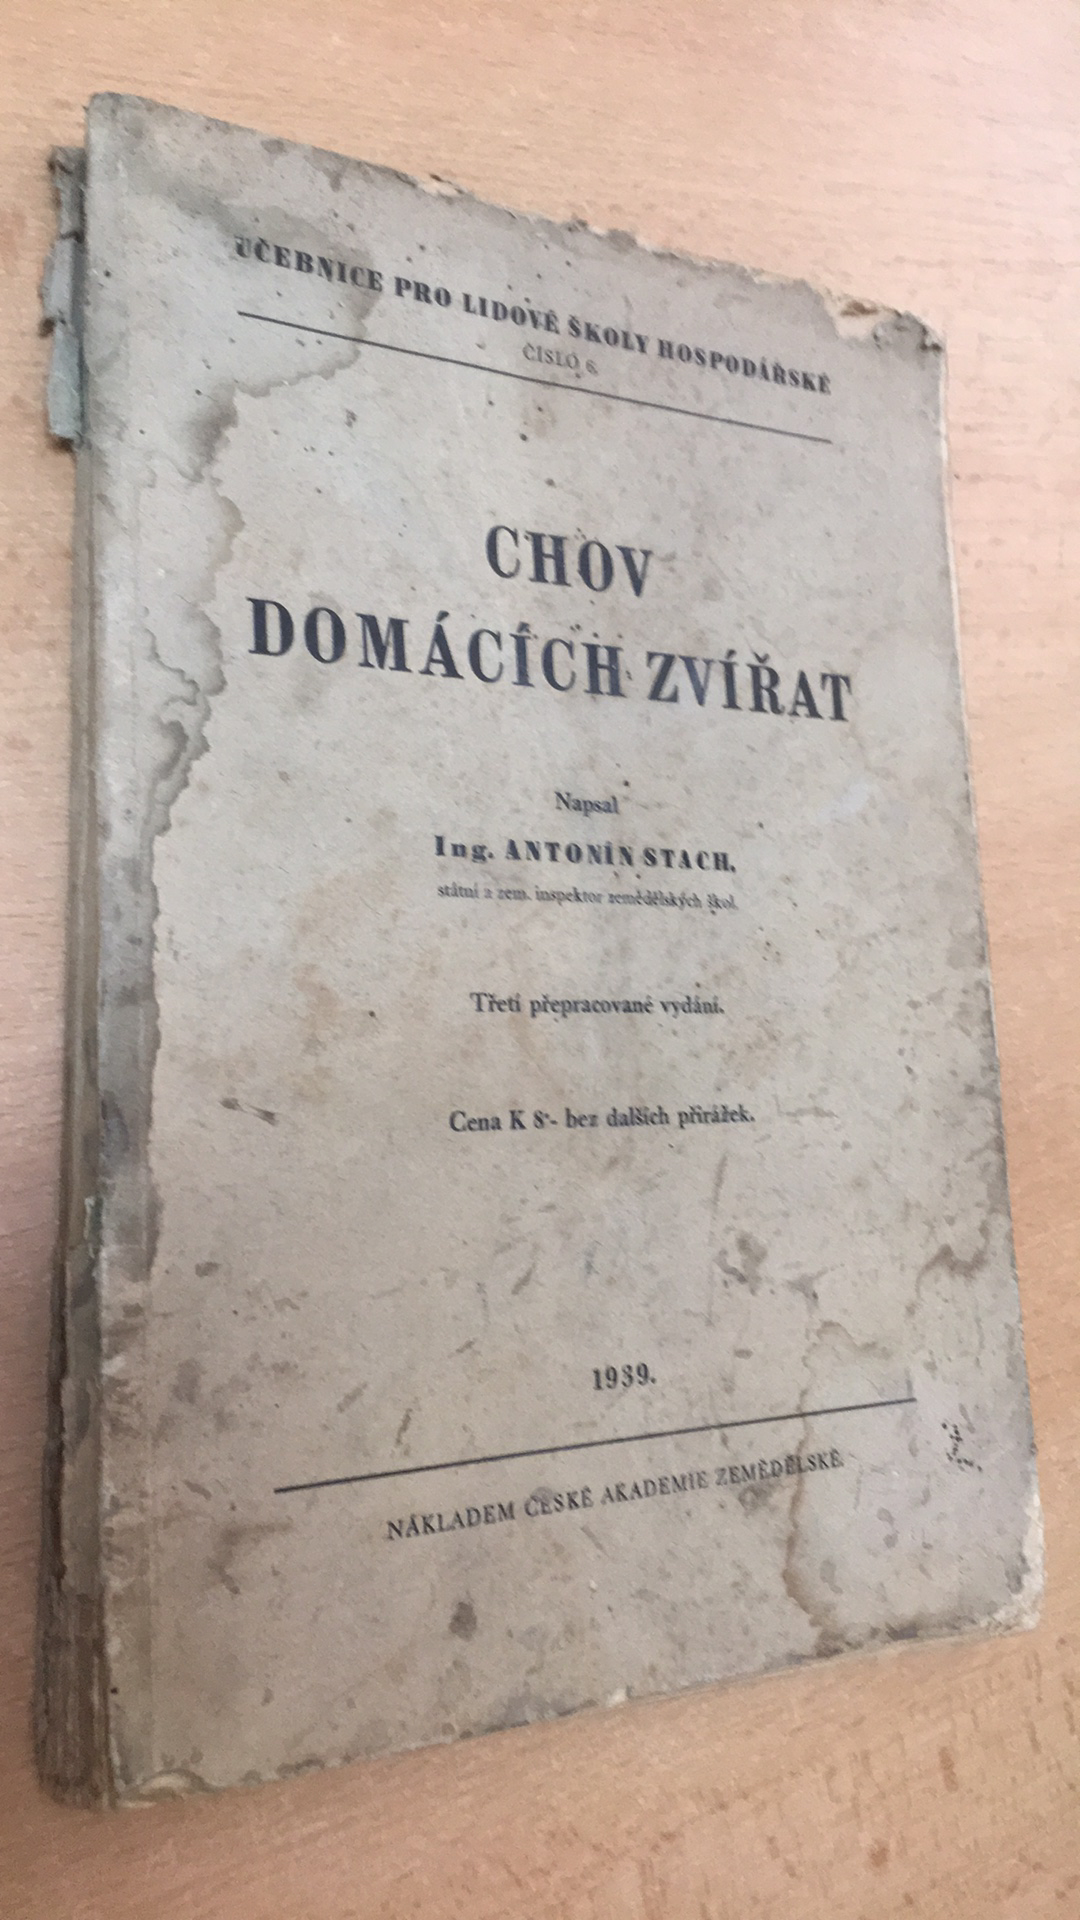 UČEBNICE PRO LIDOVÉ ŠKOLY HOSPODÁŘSKÉ
ČÍSLO 6.
CHOV
DOMÁCÍCH ZVÍŘAT
Napsal
Ing. ANTONÍN STACH,
státní a zem. inspektor zemědělských škol.
Třetí přepracované vydání.
Cena K 8·- bez dalších přirážek.
1939.
NÁKLADEM ČESKÉ AKADEMIE ZEMĚDĚLSKÉ.